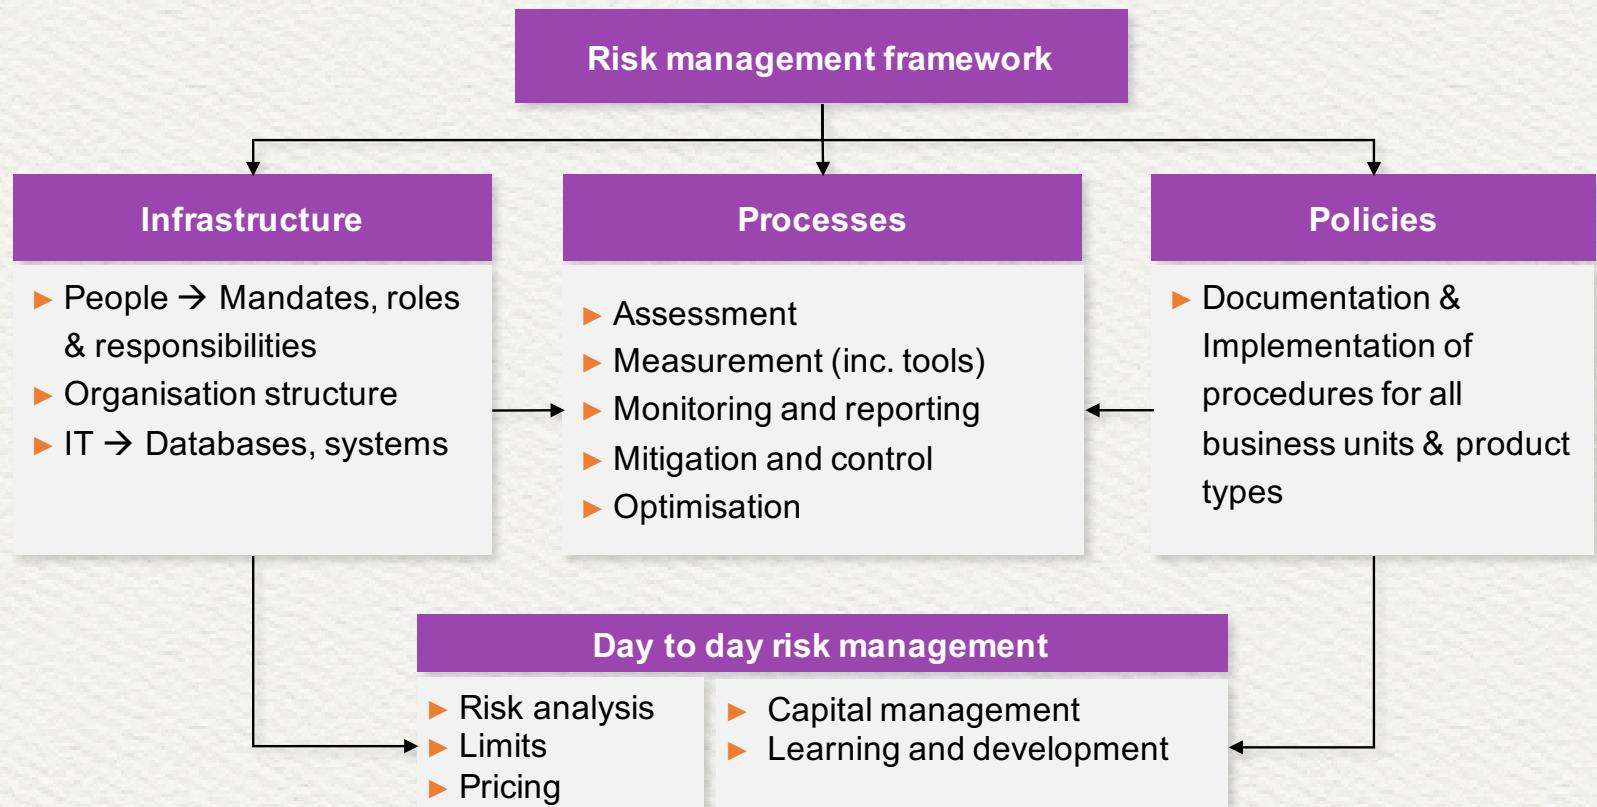 Risk management framework
Infrastructure
► People → Mandates, roles
& responsibilities
► Organisation structure
► IT → Databases, systems
Processes
► Assessment
► Measurement (inc. tools)
► Monitoring and reporting
► Mitigation and control
► Optimisation
Policies
► Documentation &
Implementation of
procedures for all
business units & product
types
Day to day risk management
► Risk analysis
► Limits
► Pricing
► Capital management
► Learning and development